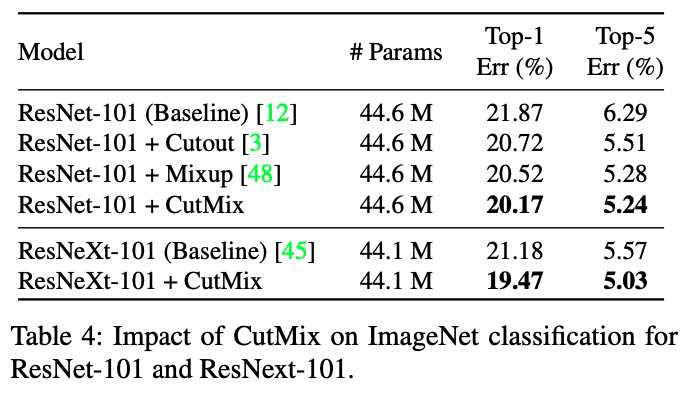 Model # Params Top-1 Err (%) Top-5 Err (%)
ResNet-101 (Baseline) [12] 44.6 M 21.87 6.29
ResNet-101 + Cutout [3] 44.6 M 20.72 5.51
ResNet-101 + Mixup [48] 44.6 M 20.52 5.28
ResNet-101 + CutMix 44.6 M 20.17 5.24
ResNeXt-101 (Baseline) [45] 44.1 M 21.18 5.57
ResNeXt-101 + CutMix 44.1 M 19.47 5.03
Table 4: Impact of CutMix on ImageNet classification for
ResNet-101 and ResNext-101.